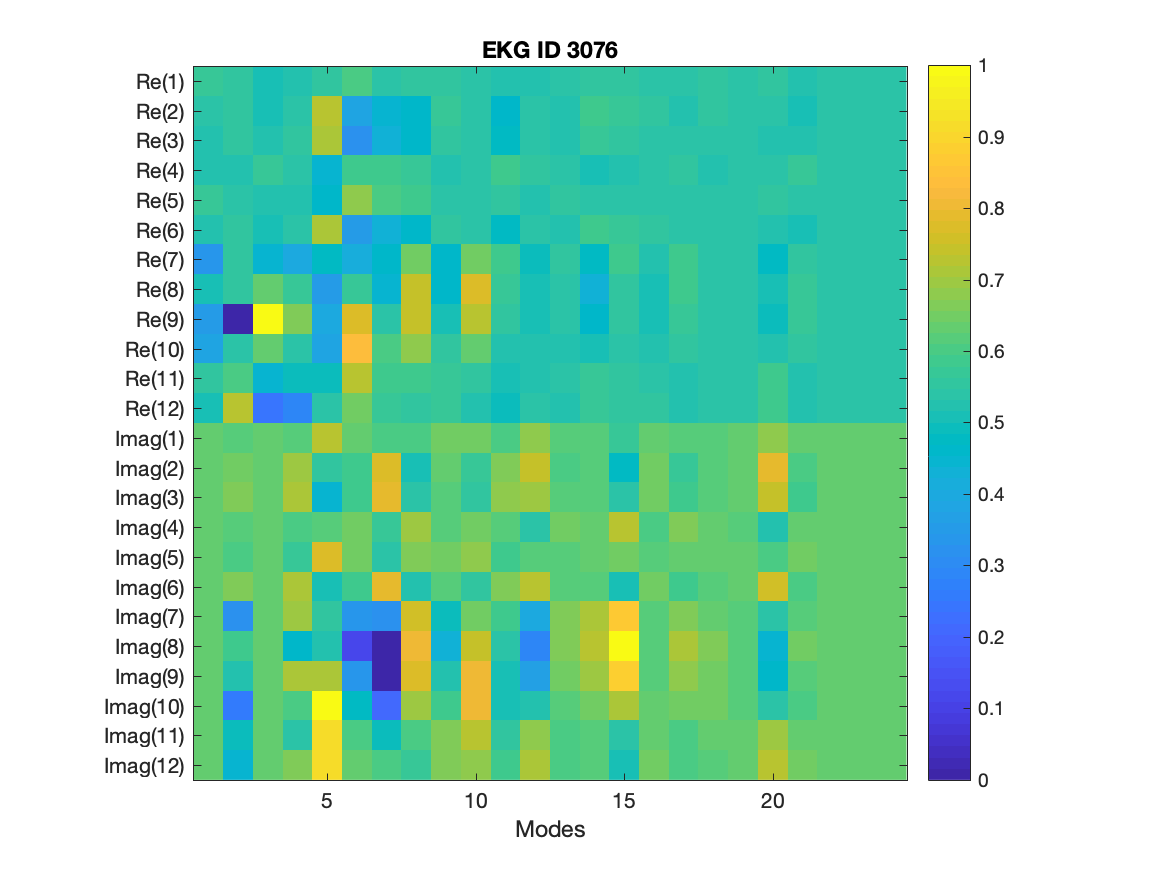 EKG ID 3076
Re(1)
Re(2)
Re(3)
Re(4)
Re(5)
Re(6)
Re(7)
Re(8)
Re(9)
Re(10)
Re(11)
Re(12)
Imag(1)
Imag(2)
Imag(3)
Imag(4)
Imag(5)
Imag(6)
Imag(7)
Imag(8)
Imag(9)
Imag(10)
Imag(11)
Imag(12)
5 10 15 20
Modes
1
0.9
0.8
0.7
0.6
0.5
0.4
0.3
0.2
0.1
0